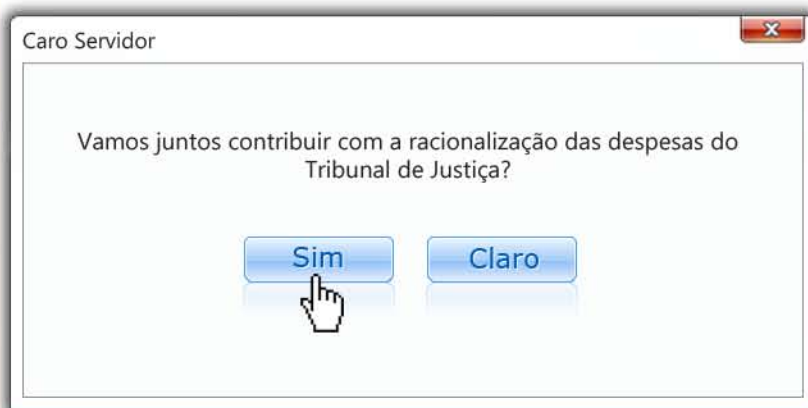 Caro Servidor
Vamos juntos contribuir com a racionalização das despesas do
Tribunal de Justiça?
Sim
Claro